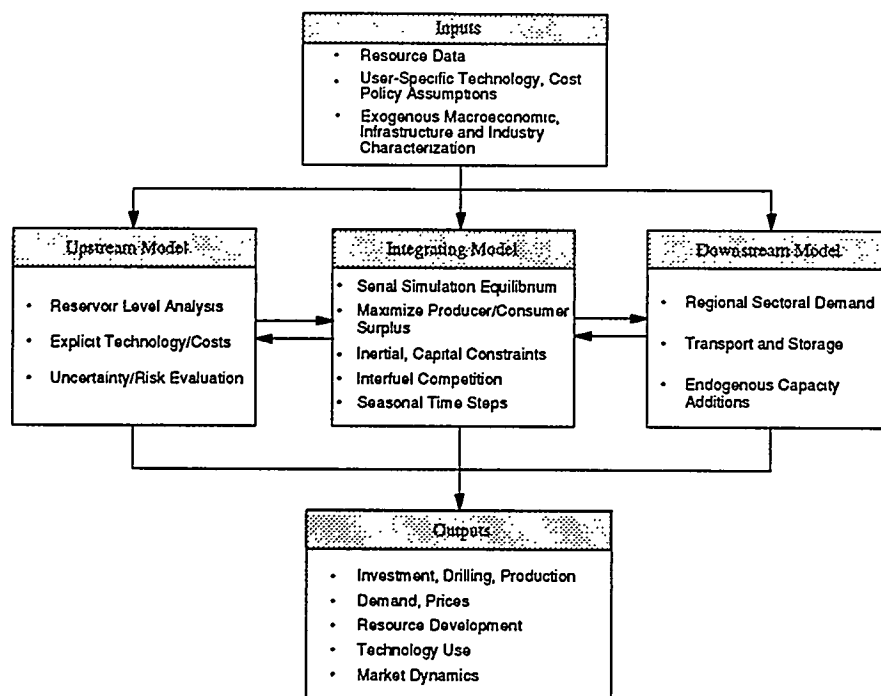 Inputs
• Resource Data
• User-Specific Technology, Cost
Policy Assumptions
• Exogenous Macroeconomic,
Infrastructure and Industry
Characterization
Upstream Model
• Reservoir Level Analysis
• Explicit Technology/Costs
• Uncertainty/Risk Evaluation
Integrating Model
• Serial Simulation Equilibrium
• Maximize Producer/Consumer
Surplus
• Inertial, Capital Constraints
• Interfuel Competition
• Seasonal Time Steps
Downstream Model
• Regional Sectoral Demand
• Transport and Storage
• Endogenous Capacity
Additions
Outputs
• Investment, Drilling, Production
• Demand, Prices
• Resource Development
• Technology Use
• Market Dynamics